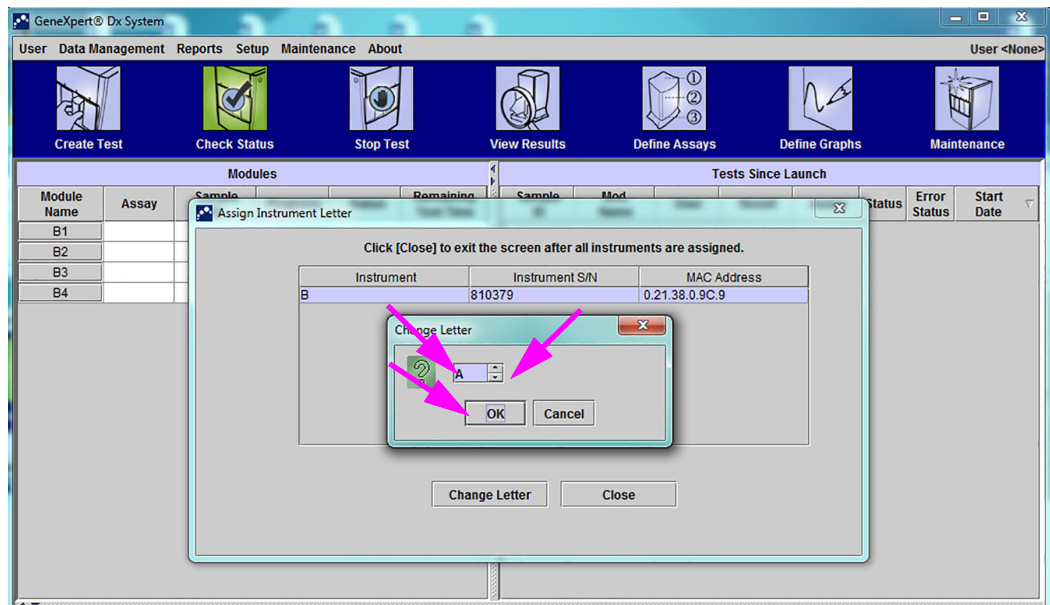 GeneXpert® Dx System
User Data Management Reports Setup Maintenance About User <None>
Create Test Check Status Stop Test View Results Define Assays Define Graphs Maintenance
Modules Tests Since Launch
Module Name Assay Sample Remaining Sample Mod. Status Error Status Start Date
B1
B2
B3
B4
Assign Instrument Letter
Click [Close] to exit the screen after all instruments are assigned.
Instrument Instrument S/N MAC Address
B 810379 0.21.38.0.9C.9
Change Letter
A
OK Cancel
Change Letter Close